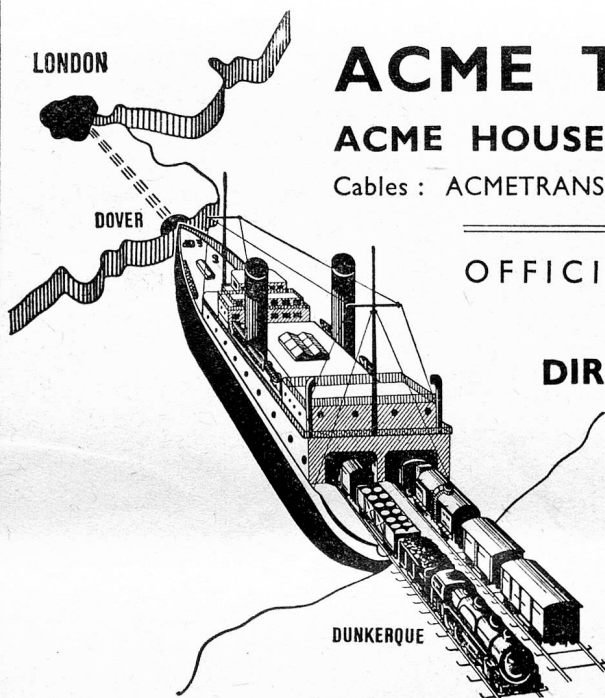 LONDON
ACME T
ACME HOUSE
Cables : ACMETRANS
DOVER
OFFICI
DIR
DUNKERQUE